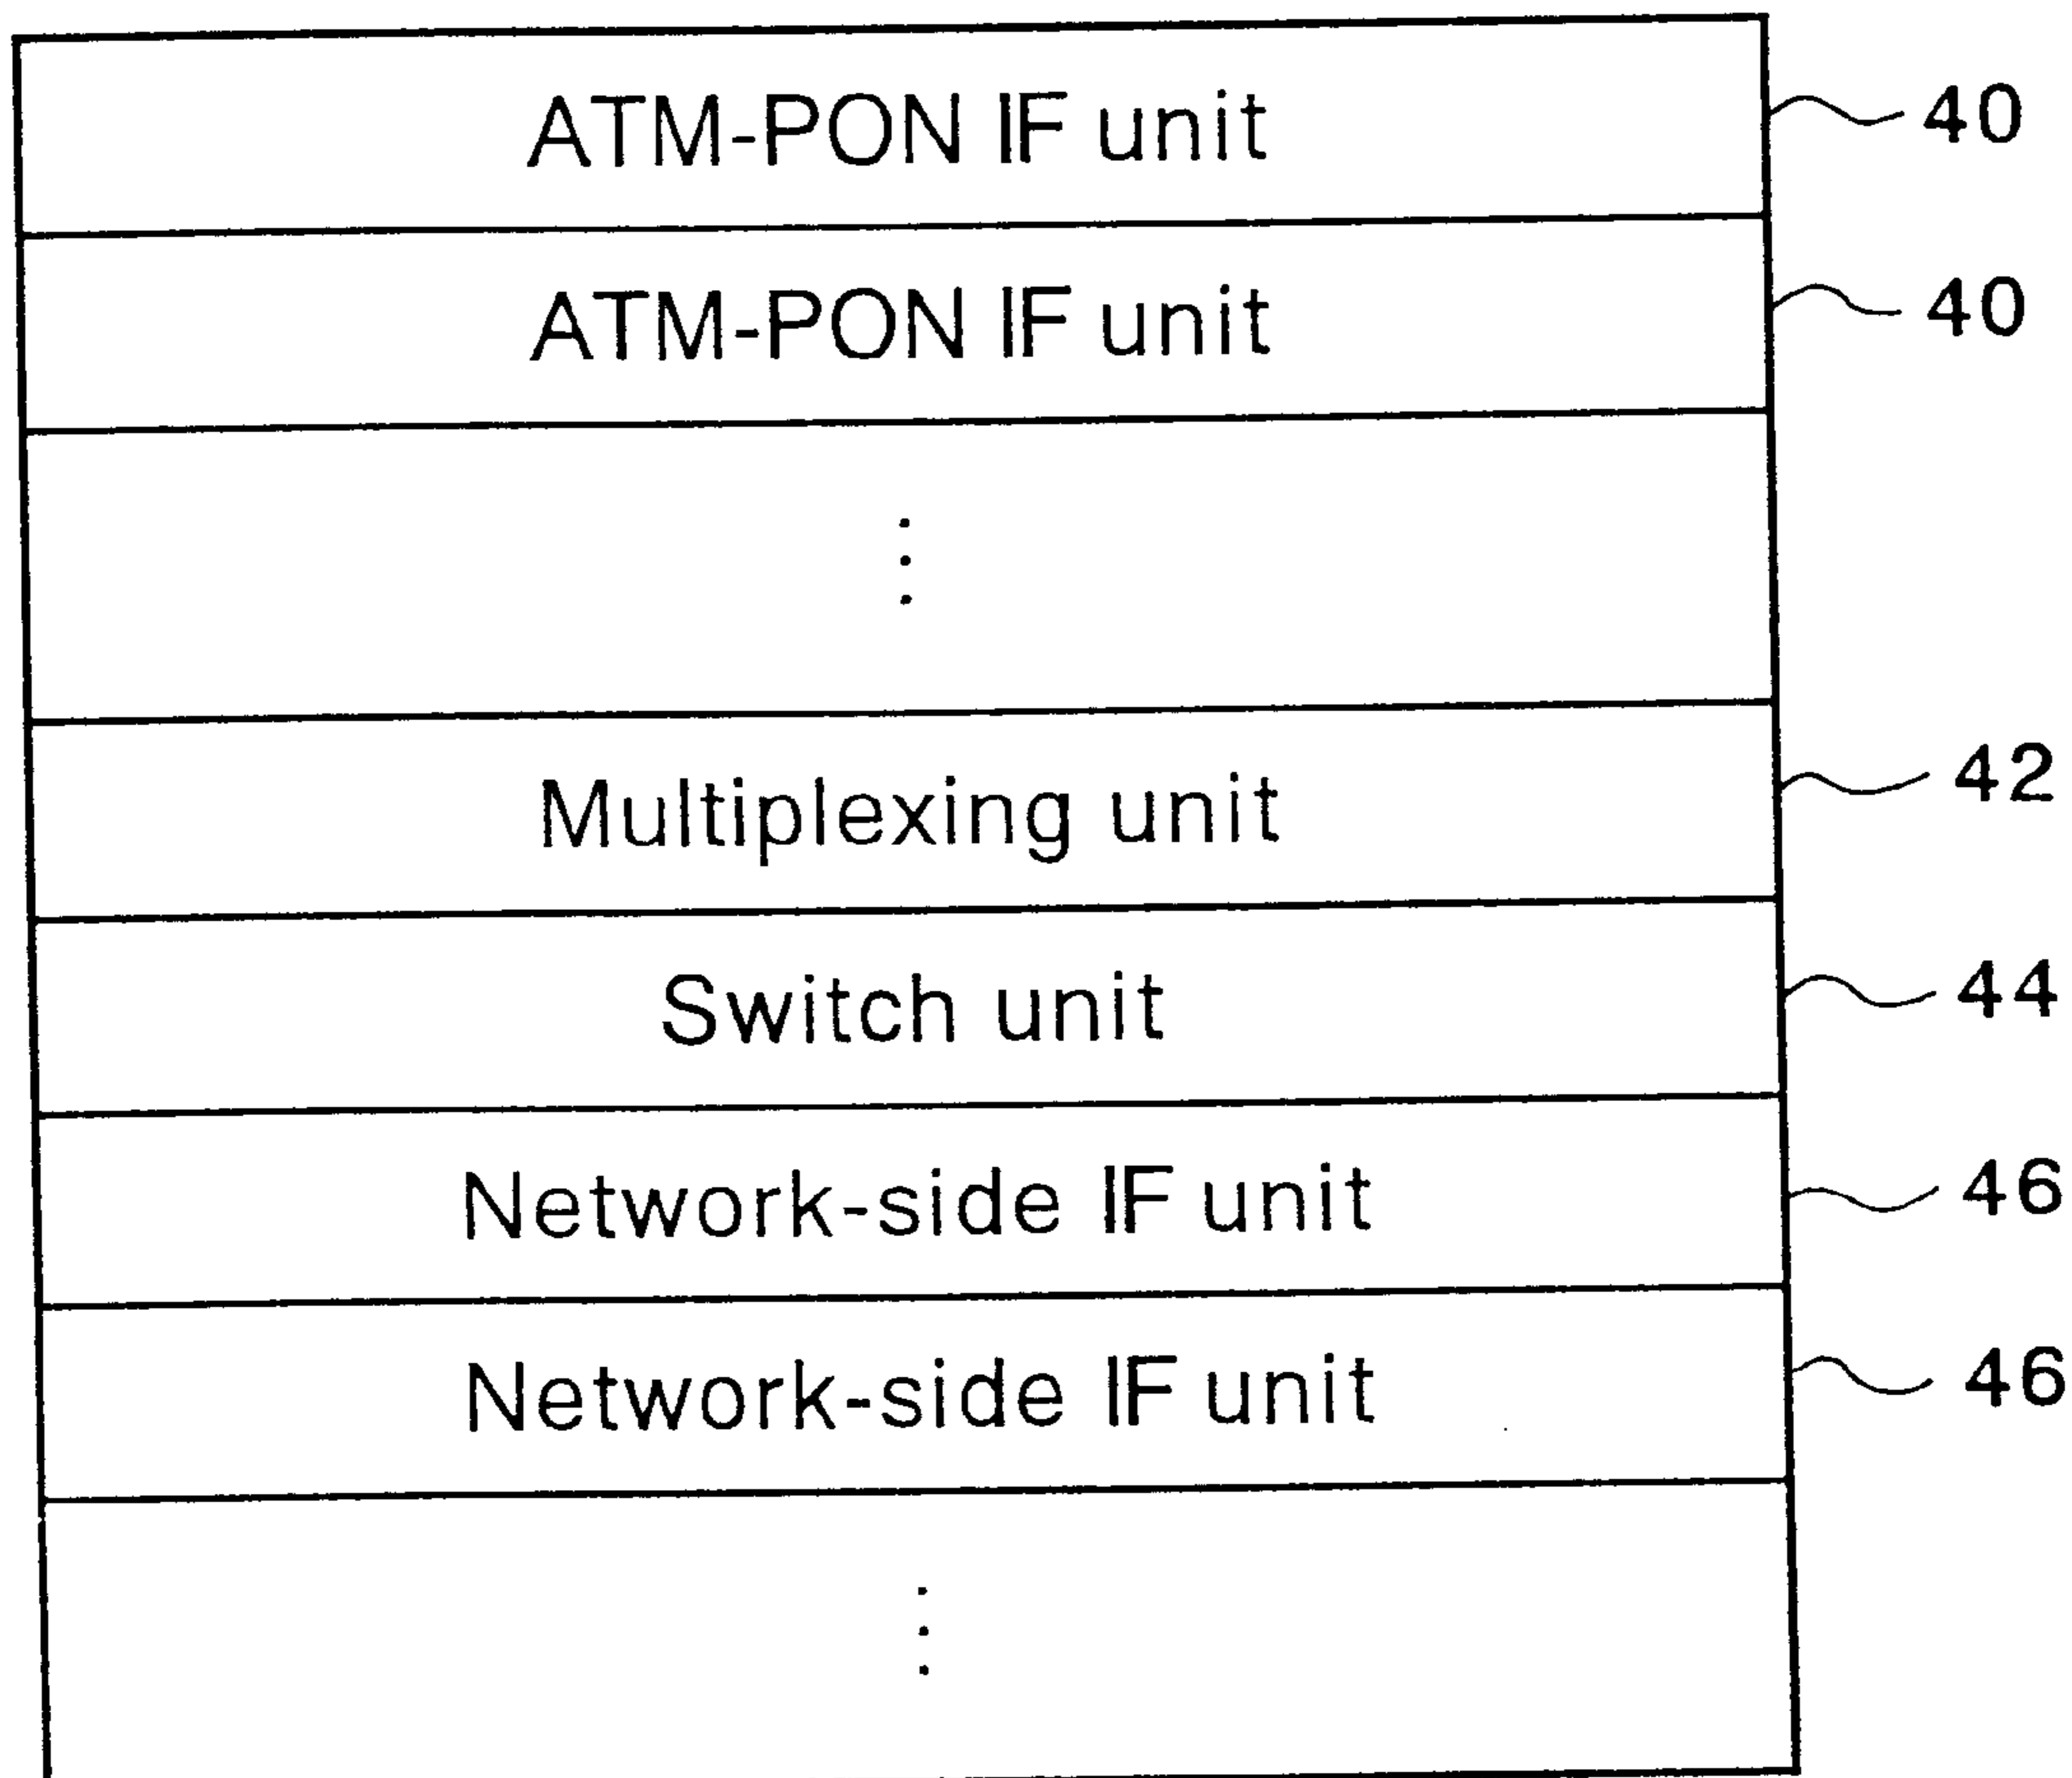 ATM-PON IF unit 40
ATM-PON IF unit 40
⋮
Multiplexing unit 42
Switch unit 44
Network-side IF unit 46
Network-side IF unit 46
⋮